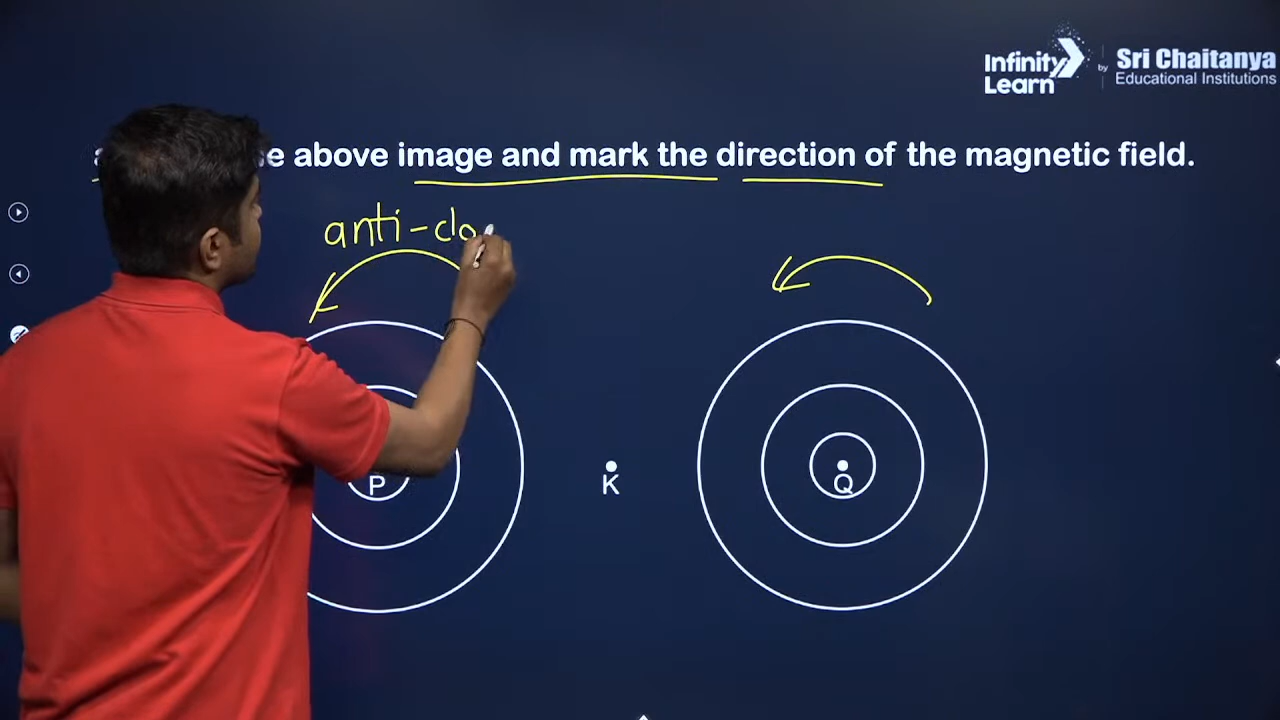 Infinity Learn by Sri Chaitanya
Educational Institutions
above image and mark the direction of the magnetic field.
anti-clo
P
K
Q